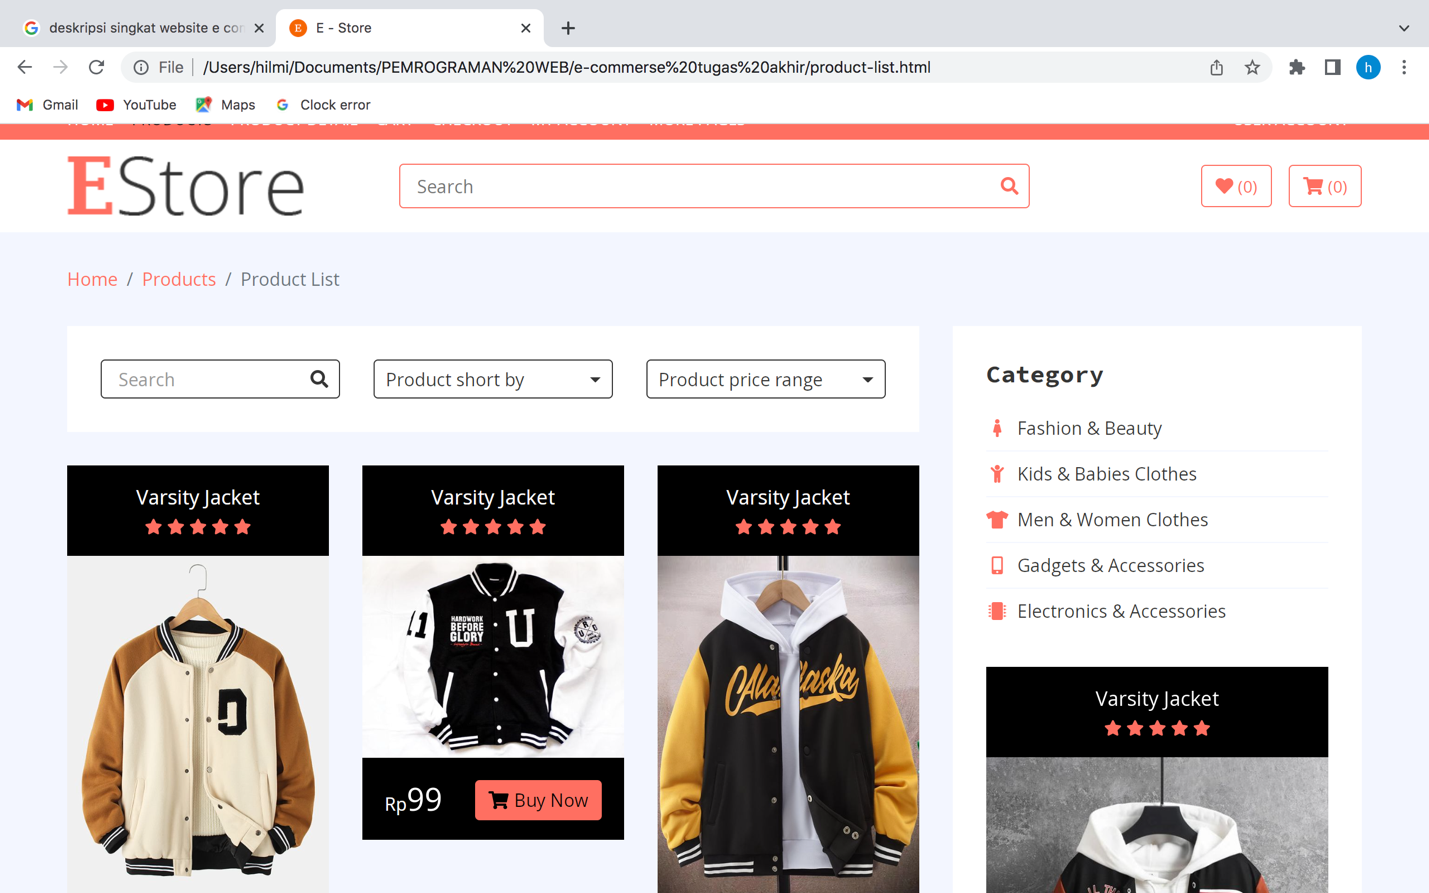 deskripsi singkat website e con
E - Store
File
/Users/hilmi/Documents/PEMROGRAMAN%20WEB/e-commerse%20tugas%20akhir/product-list.html
h
Gmail
YouTube
Maps
Clock error
EStore
Search
(0)
(0)
Home / Products / Product List
Search
Product short by
Product price range
Category
Fashion & Beauty
Kids & Babies Clothes
Men & Women Clothes
Gadgets & Accessories
Electronics & Accessories
Varsity Jacket
Varsity Jacket
HARDWORK
BEFORE
GLORY
U
Rp99
Buy Now
Varsity Jacket
Alaska
Varsity Jacket